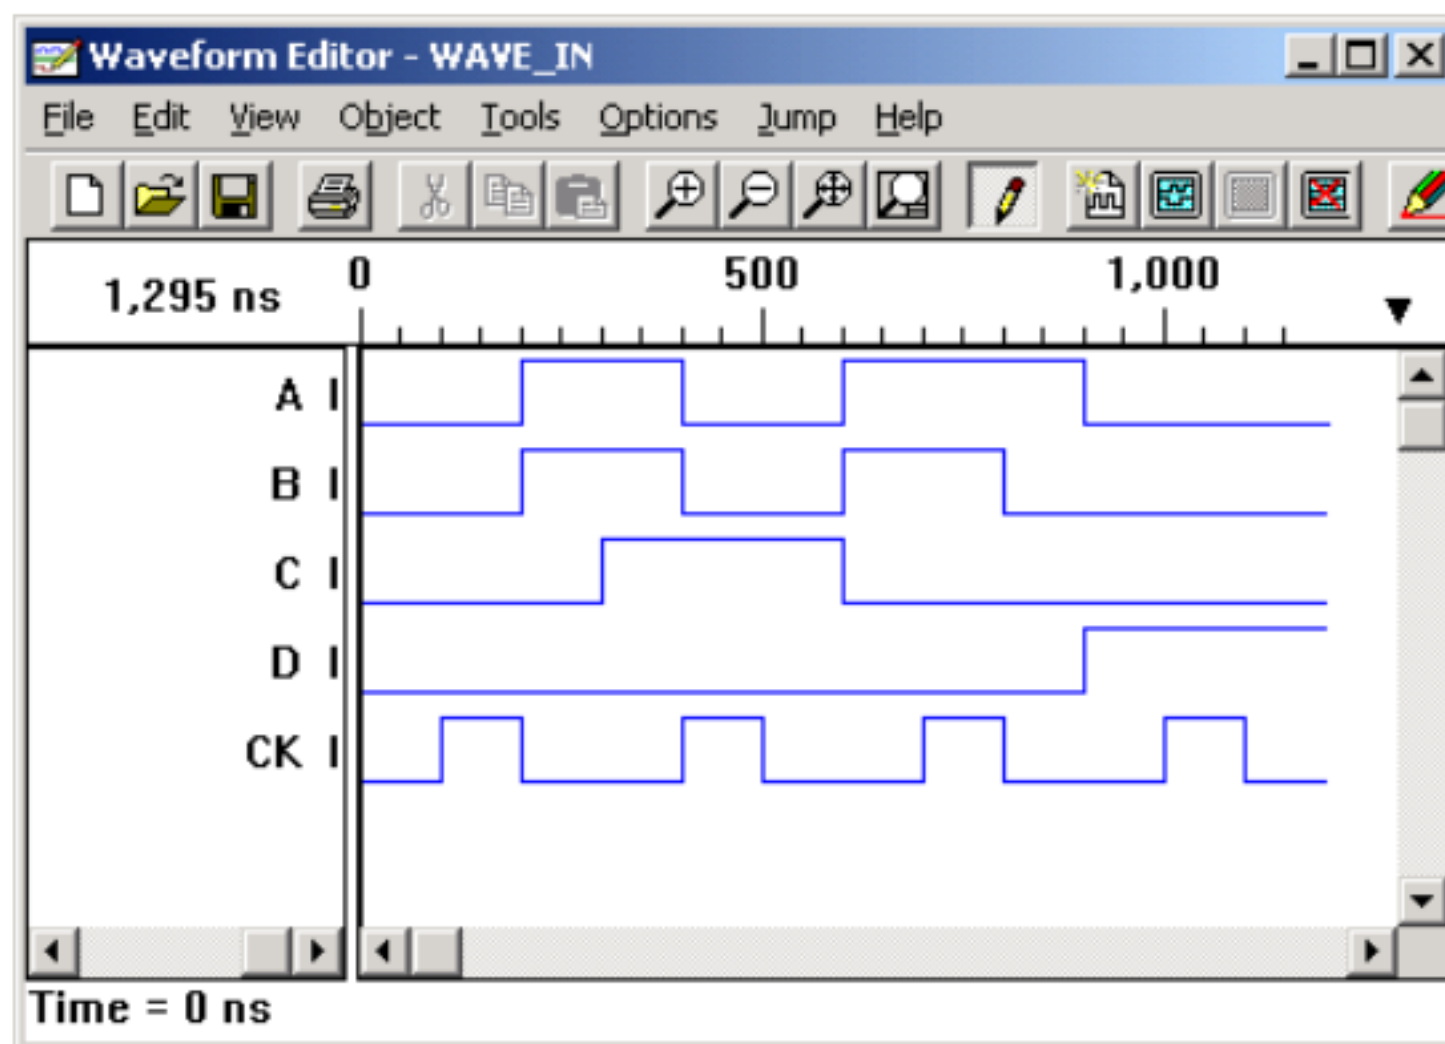 Waveform Editor - WAVE_IN
File Edit View Object Tools Options Jump Help
1,295 ns 0 500 1,000
A I
B I
C I
D I
CK I
Time = 0 ns